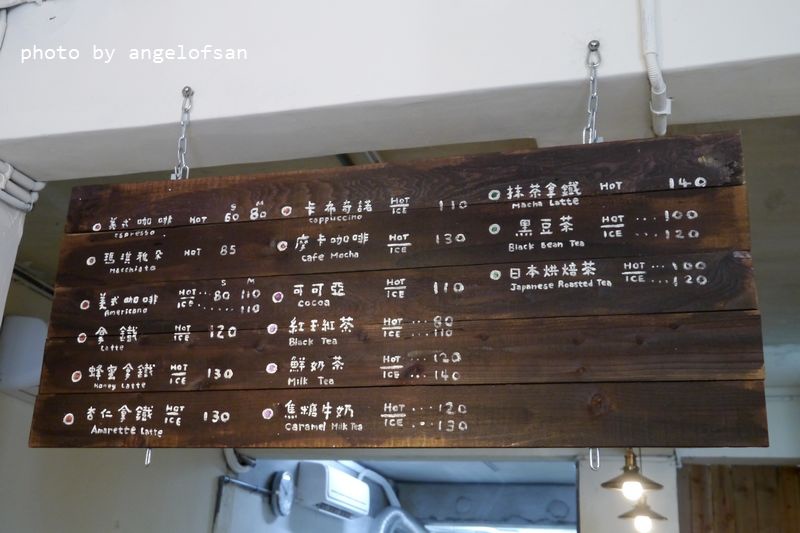 photo by angelofsan
S M
美式咖啡 HOT 60 80
Espresso
瑪琪雅朵 HOT 85
Macchiato
S M
美式咖啡 HOT ... 80 110
Americano ICE ...... 110
拿鐵 HOT ICE 120
Latte
蜂蜜拿鐵 HOT ICE 130
Honey Latte
杏仁拿鐵 HOT ICE 130
Amarette Latte
卡布奇諾 HOT ICE 110
Cappuccino
摩卡咖啡 HOT ICE 130
Cafe Mocha
可可亞 HOT ICE 110
Cocoa
紅玉紅茶 HOT ... 80
Black Tea ICE ... 110
鮮奶茶 HOT ... 120
Milk Tea ICE ... 140
焦糖牛奶 HOT ... 120
Caramel Milk Tea ICE ... 130
抹茶拿鐵 HOT 140
Macha Latte
黑豆茶 HOT ... 100
Black Bean Tea ICE ... 120
日本烘焙茶 HOT ... 100
Japanese Roasted Tea ICE ... 120